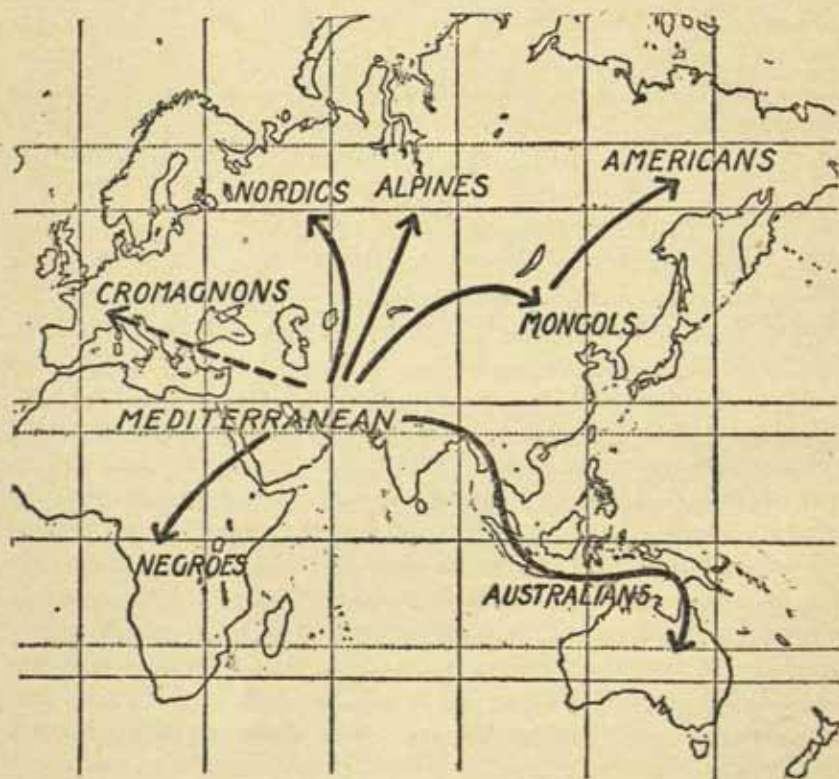 AMERICANS
NORDICS ALPINES
CROMAGNONS
MONGOLS
MEDITERRANEAN
NEGROES
AUSTRALIANS